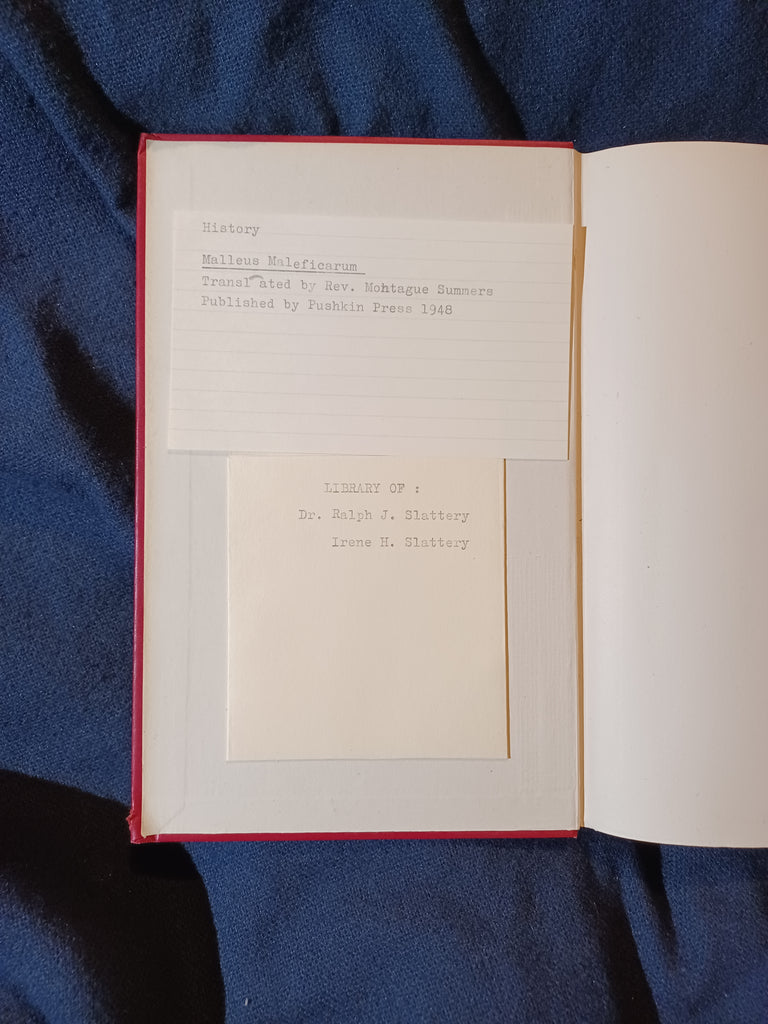 History
Malleus Maleficarum
Translated by Rev. Montague Summers
Published by Pushkin Press 1948
LIBRARY OF :
Dr. Ralph J. Slattery
Irene H. Slattery